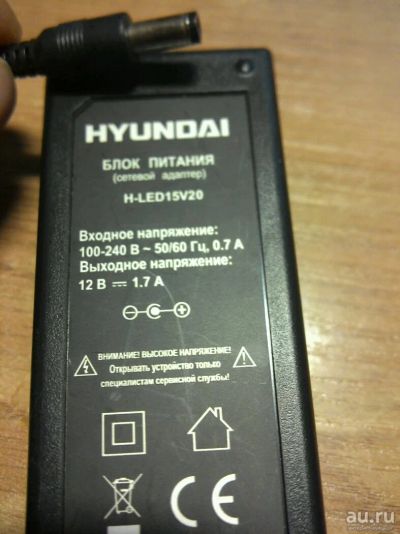 HYUNDAI
БЛОК ПИТАНИЯ
(сетевой адаптер)
H-LED15V20
Входное напряжение:
100-240 В ~ 50/60 Гц, 0.7 А
Выходное напряжение:
12 В ⎓ 1.7 А
ВНИМАНИЕ! ВЫСОКОЕ НАПРЯЖЕНИЕ!
Открывать устройство только
специалистам сервисной службы!
CE
au.ru